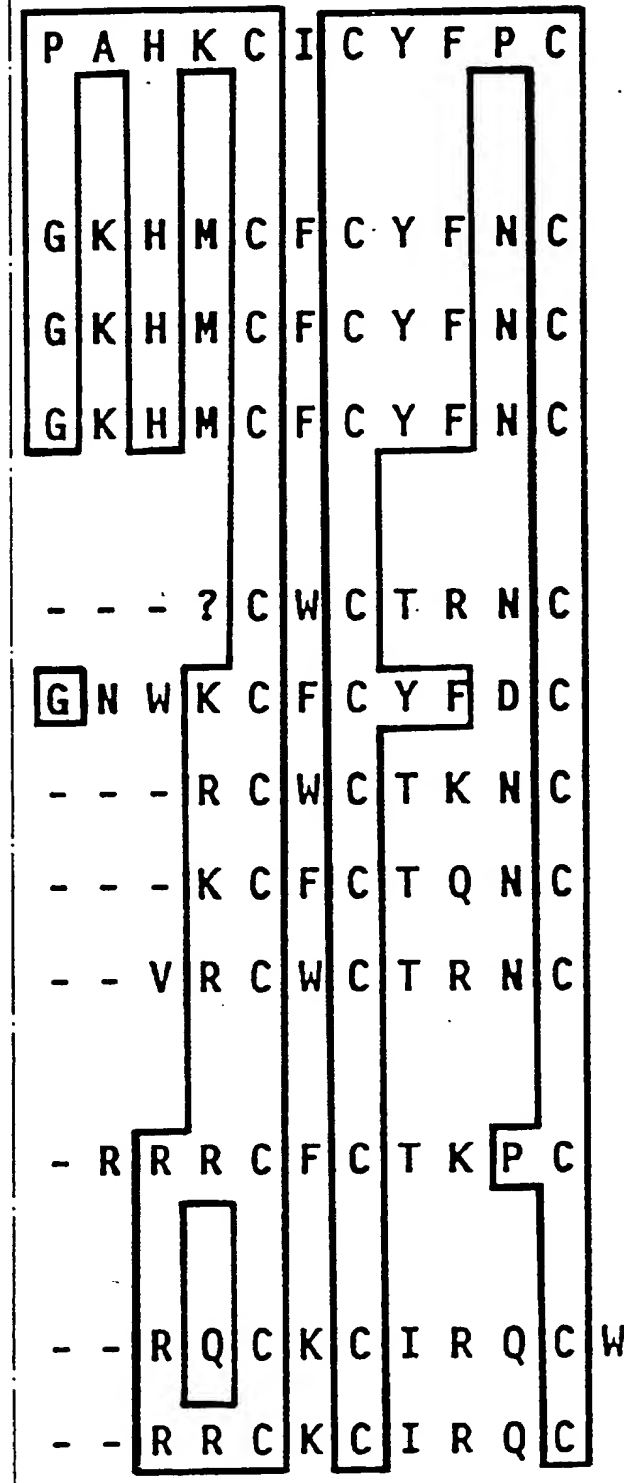 P A H K C I C Y F P C
G K H M C F C Y F N C
G K H M C F C Y F N C
G K H M C F C Y F N C
- - - ? C W C T R N C
G N W K C F C Y F D C
- - - R C W C T K N C
- - - K C F C T Q N C
- - V R C W C T R N C
- R R R C F C T K P C
- - R Q C K C I R Q C W
- - R R C K C I R Q C